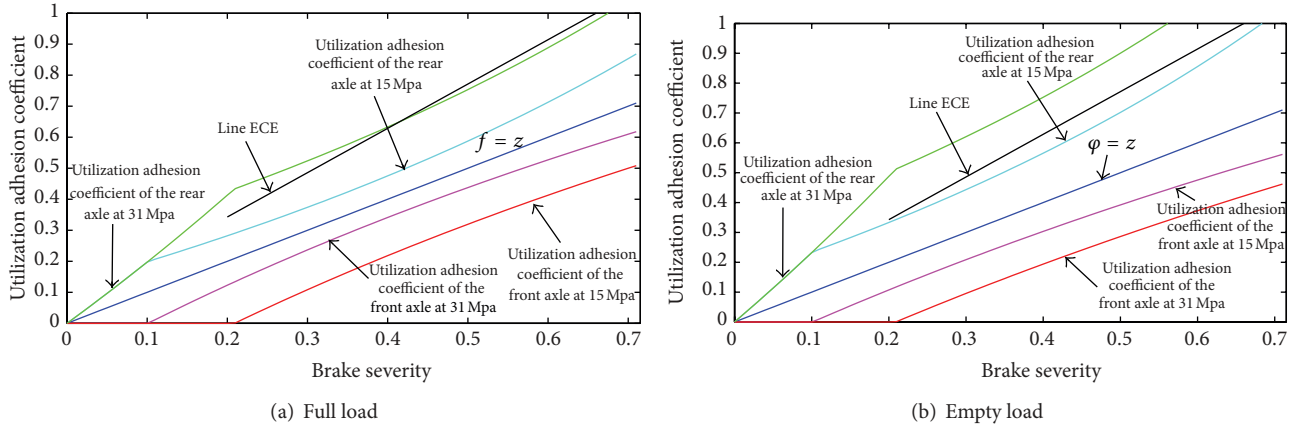 Utilization adhesion coefficient
1
0.9
0.8
0.7
0.6
0.5
0.4
0.3
0.2
0.1
0
0
0.1
0.2
0.3
0.4
0.5
0.6
0.7
Brake severity
Utilization adhesion
coefficient of the rear
axle at 15 Mpa
Line ECE
f = z
Utilization adhesion
coefficient of the rear
axle at 31 Mpa
Utilization adhesion
coefficient of the
front axle at 31 Mpa
Utilization adhesion
coefficient of the
front axle at 15 Mpa
(a) Full load
Utilization adhesion coefficient
1
0.9
0.8
0.7
0.6
0.5
0.4
0.3
0.2
0.1
0
0
0.1
0.2
0.3
0.4
0.5
0.6
0.7
Brake severity
Utilization adhesion
coefficient of the
rear axle at 15 Mpa
Line ECE
φ = z
Utilization adhesion
coefficient of the rear
axle at 31 Mpa
Utilization adhesion
coefficient of the
front axle at 15 Mpa
Utilization adhesion
coefficient of the
front axle at 31 Mpa
(b) Empty load